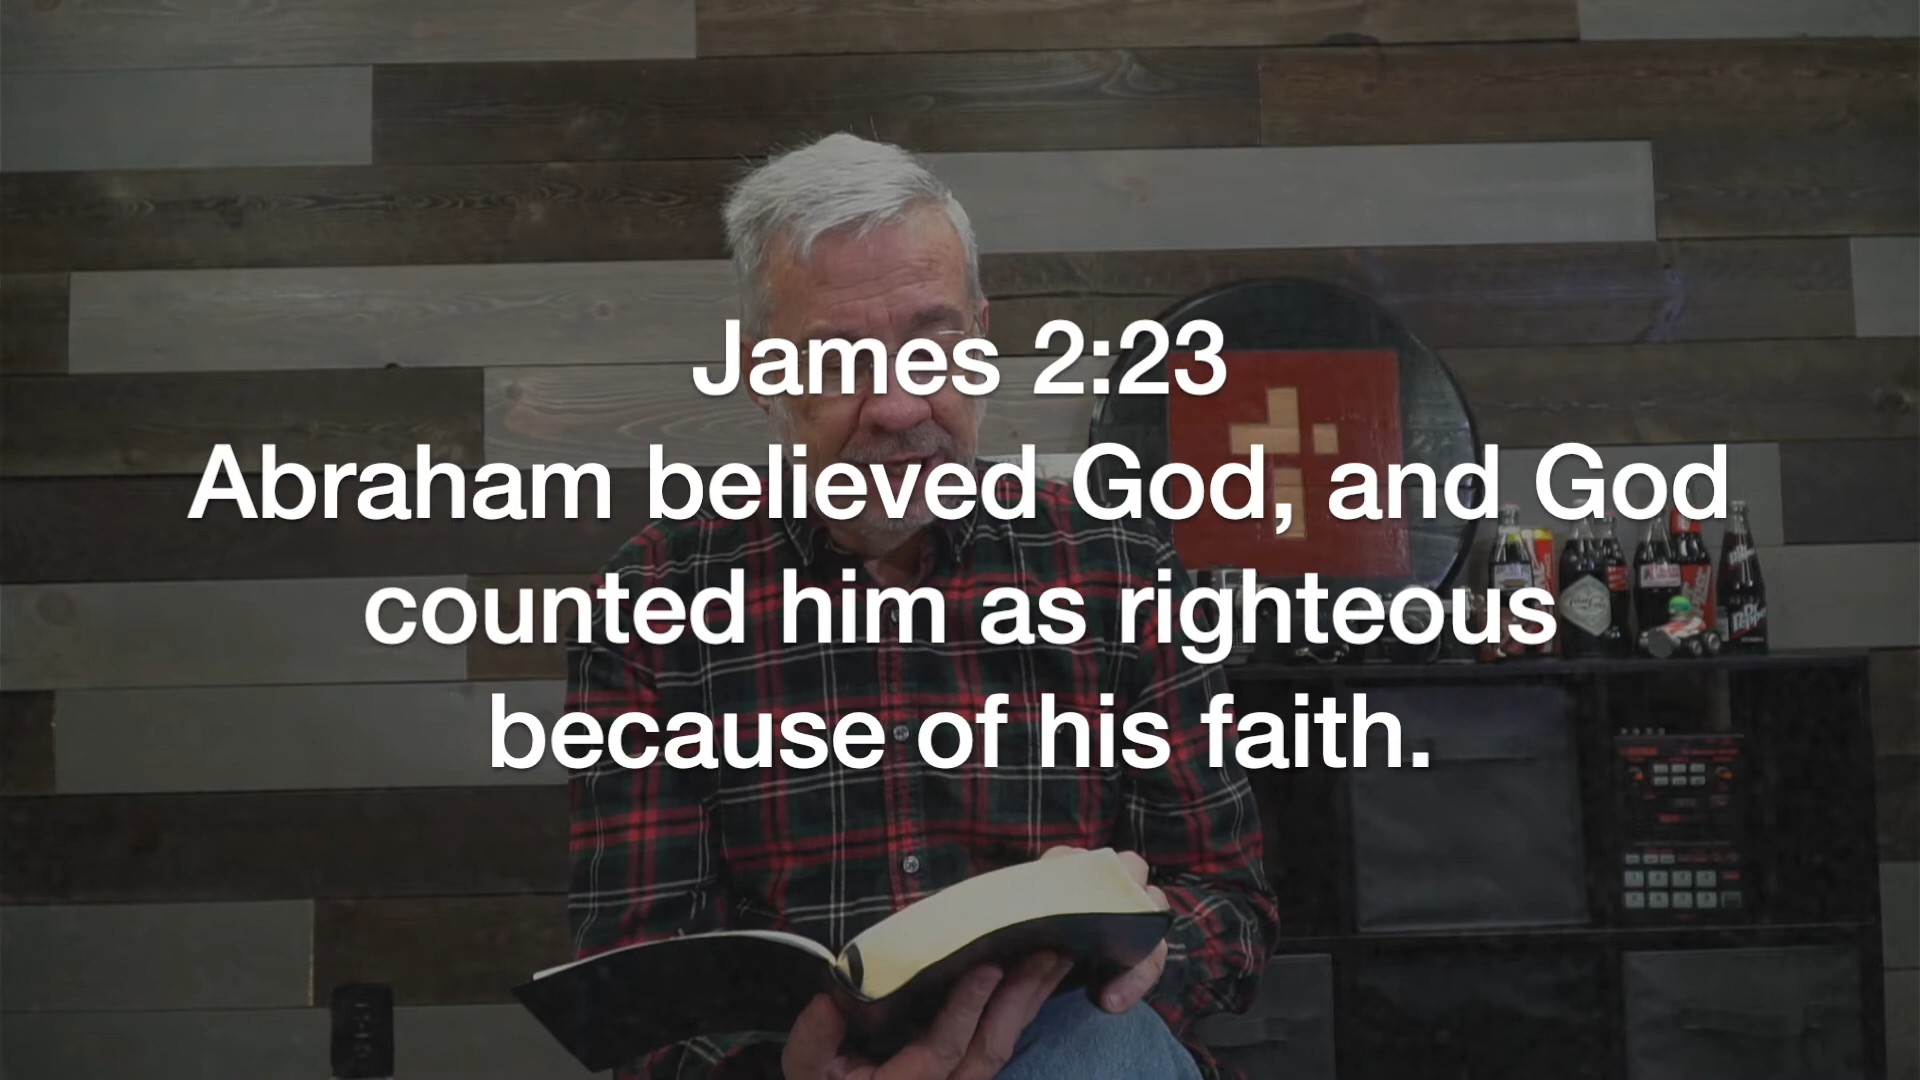 James 2:23
Abraham believed God, and God
counted him as righteous
because of his faith.